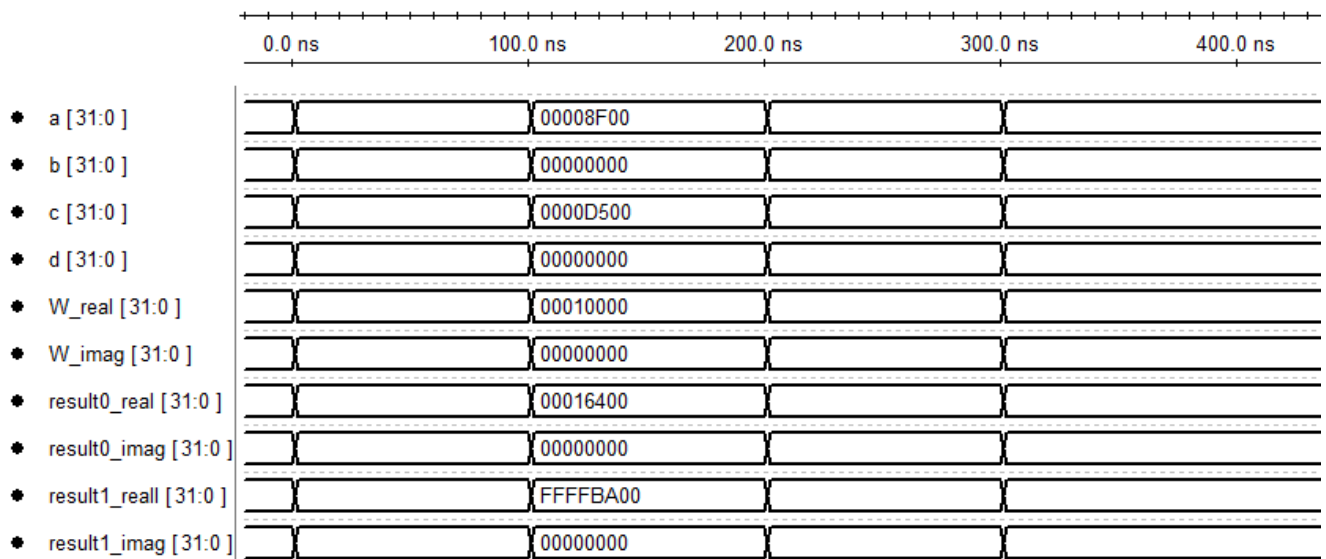 0.0 ns 100.0 ns 200.0 ns 300.0 ns 400.0 ns
a [ 31:0 ] 00008F00
b [ 31:0 ] 00000000
c [ 31:0 ] 0000D500
d [ 31:0 ] 00000000
W_real [ 31:0 ] 00010000
W_imag [ 31:0 ] 00000000
result0_real [ 31:0 ] 00016400
result0_imag [ 31:0 ] 00000000
result1_reall [ 31:0 ] FFFFBA00
result1_imag [ 31:0 ] 00000000